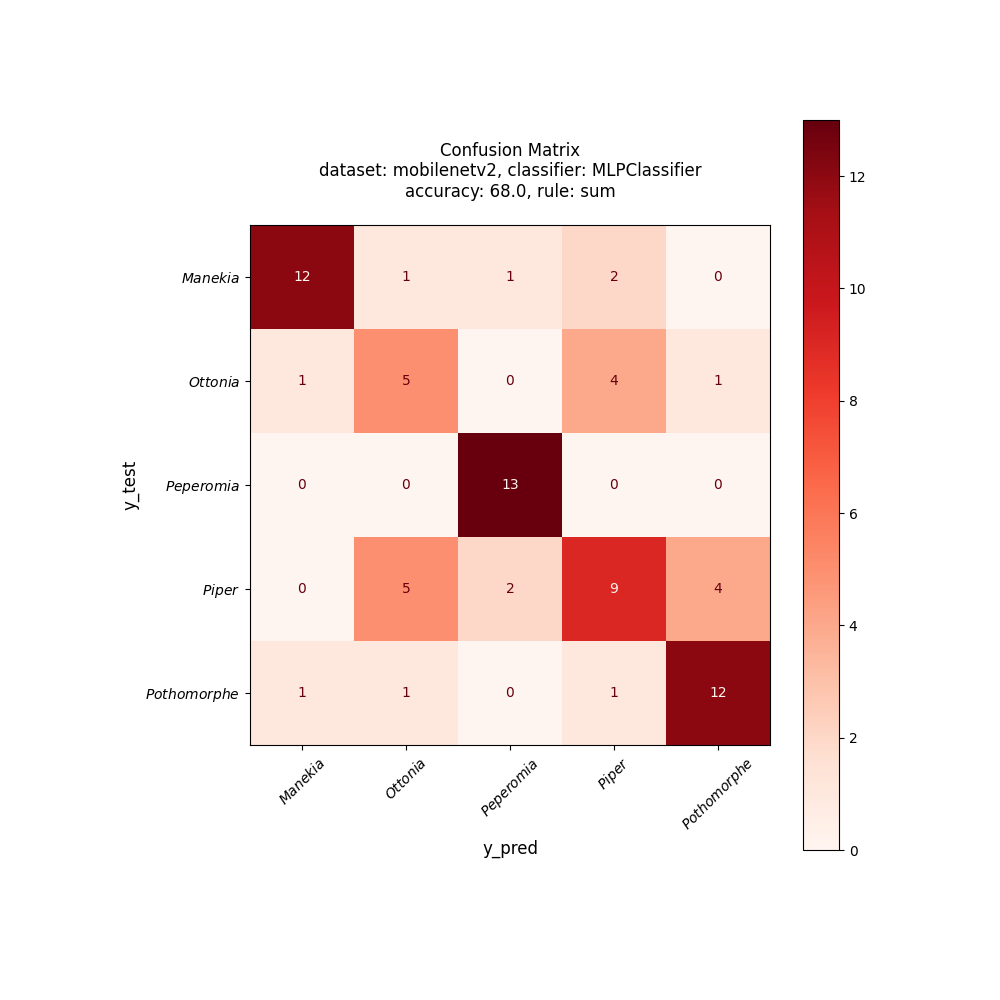 Confusion Matrix
dataset: mobilenetv2, classifier: MLPClassifier
accuracy: 68.0, rule: sum
y_test
Manekia 12 1 1 2 0
Ottonia 1 5 0 4 1
Peperomia 0 0 13 0 0
Piper 0 5 2 9 4
Pothomorphe 1 1 0 1 12
Manekia Ottonia Peperomia Piper Pothomorphe
y_pred
12
10
8
6
4
2
0